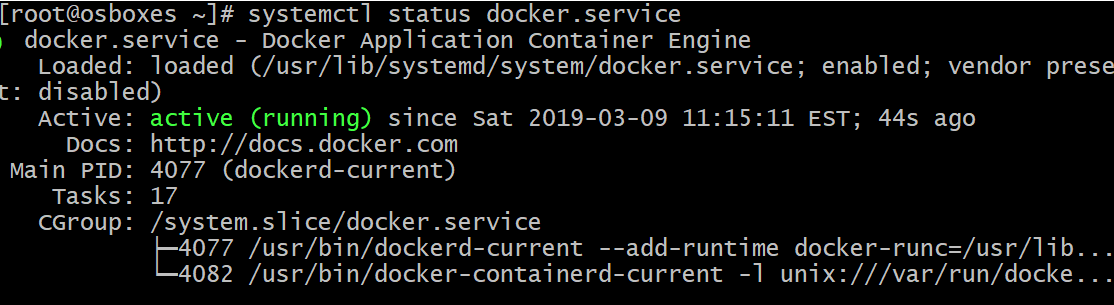 [root@osboxes ~]# systemctl status docker.service
docker.service - Docker Application Container Engine
Loaded: loaded (/usr/lib/systemd/system/docker.service; enabled; vendor prese
t: disabled)
Active: active (running) since Sat 2019-03-09 11:15:11 EST; 44s ago
Docs: http://docs.docker.com
Main PID: 4077 (dockerd-current)
Tasks: 17
CGroup: /system.slice/docker.service
├─4077 /usr/bin/dockerd-current --add-runtime docker-runc=/usr/lib...
└─4082 /usr/bin/docker-containerd-current -l unix:///var/run/docke...